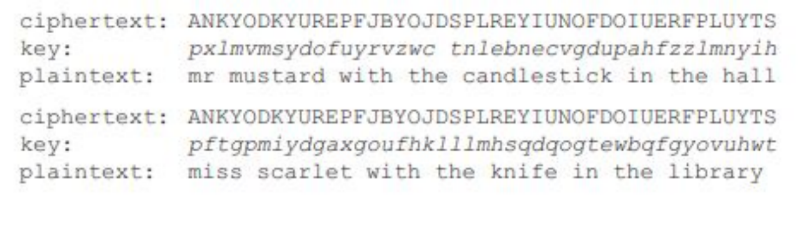 ciphertext: ANKYODKYUREPFJBYOJDSPLREYIUNOFDOIUERFPLUYTS
key: pxlmvmsydofuyrvzwc tnlebnecvgdupahfzzlmnyih
plaintext: mr mustard with the candlestick in the hall
ciphertext: ANKYODKYUREPFJBYOJDSPLREYIUNOFDOIUERFPLUYTS
key: pftgpmiydgaxgoufhklllmhsqdqogtewbqfgyovuhwt
plaintext: miss scarlet with the knife in the library